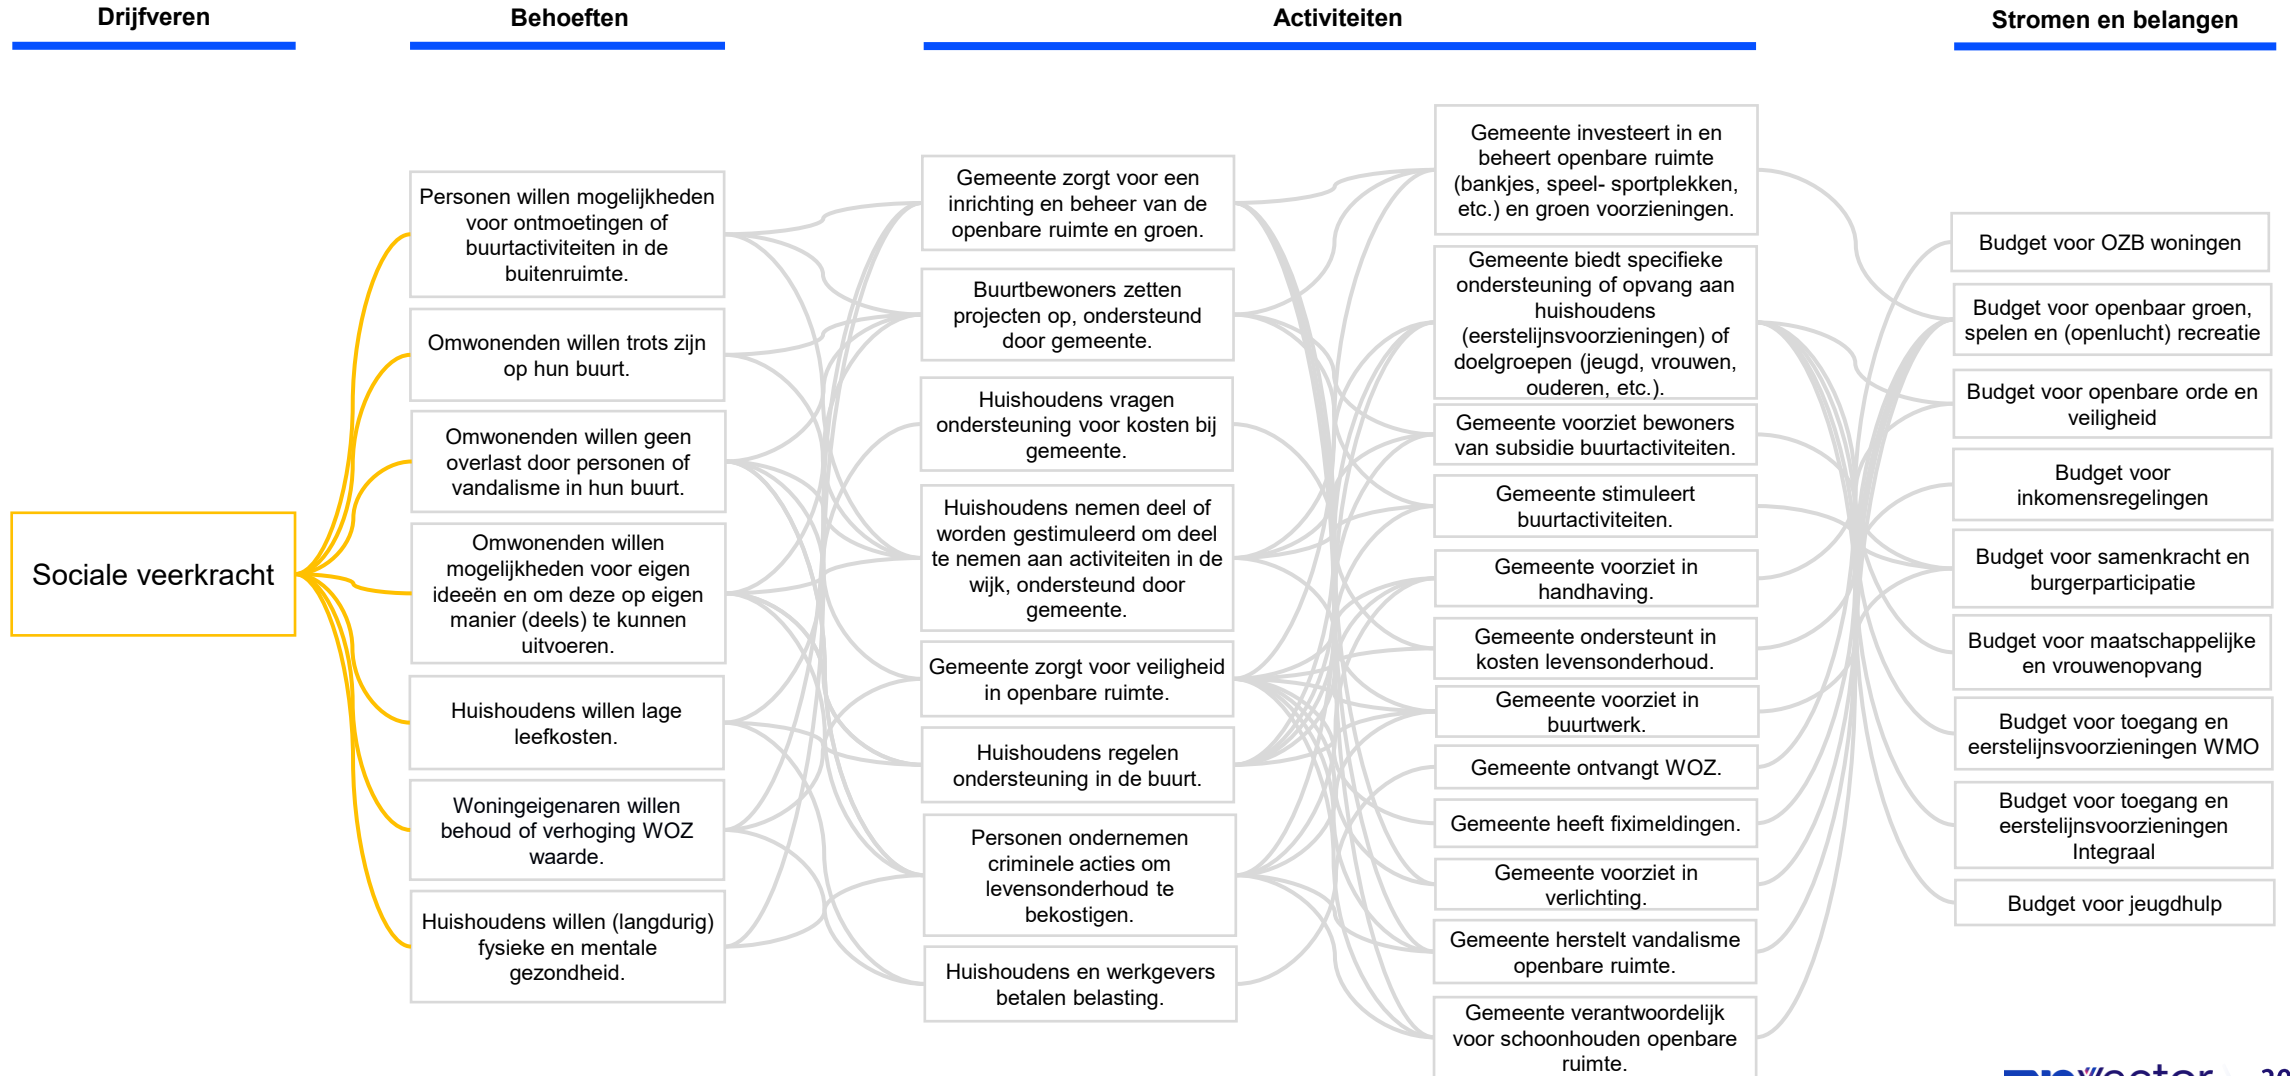 Drijfveren
Behoeften
Activiteiten
Stromen en belangen
Sociale veerkracht
Personen willen mogelijkheden
voor ontmoetingen of
buurtactiviteiten in de
buitenruimte.
Omwonenden willen trots zijn
op hun buurt.
Omwonenden willen geen
overlast door personen of
vandalisme in hun buurt.
Omwonenden willen
mogelijkheden voor eigen
ideeën en om deze op eigen
manier (deels) te kunnen
uitvoeren.
Huishoudens willen lage
leefkosten.
Woningeigenaren willen
behoud of verhoging WOZ
waarde.
Huishoudens willen (langdurig)
fysieke en mentale
gezondheid.
Gemeente zorgt voor een
inrichting en beheer van de
openbare ruimte en groen.
Buurtbewoners zetten
projecten op, ondersteund
door gemeente.
Huishoudens vragen
ondersteuning voor kosten bij
gemeente.
Huishoudens nemen deel of
worden gestimuleerd om deel
te nemen aan activiteiten in de
wijk, ondersteund door
gemeente.
Gemeente zorgt voor veiligheid
in openbare ruimte.
Huishoudens regelen
ondersteuning in de buurt.
Personen ondernemen
criminele acties om
levensonderhoud te
bekostigen.
Huishoudens en werkgevers
betalen belasting.
Gemeente investeert in en
beheert openbare ruimte
(bankjes, speel- sportplekken,
etc.) en groen voorzieningen.
Gemeente biedt specifieke
ondersteuning of opvang aan
huishoudens
(eerstelijnsvoorzieningen) of
doelgroepen (jeugd, vrouwen,
ouderen, etc.).
Gemeente voorziet bewoners
van subsidie buurtactiviteiten.
Gemeente stimuleert
buurtactiviteiten.
Gemeente voorziet in
handhaving.
Gemeente ondersteunt in
kosten levensonderhoud.
Gemeente voorziet in
buurtwerk.
Gemeente ontvangt WOZ.
Gemeente heeft fiximeldingen.
Gemeente voorziet in
verlichting.
Gemeente herstelt vandalisme
openbare ruimte.
Gemeente verantwoordelijk
voor schoonhouden openbare
ruimte.
Budget voor OZB woningen
Budget voor openbaar groen,
spelen en (openlucht) recreatie
Budget voor openbare orde en
veiligheid
Budget voor
inkomensregelingen
Budget voor samenkracht en
burgerparticipatie
Budget voor maatschappelijke
en vrouwenopvang
Budget voor toegang en
eerstelijnsvoorzieningen WMO
Budget voor toegang en
eerstelijnsvoorzieningen
Integraal
Budget voor jeugdhulp